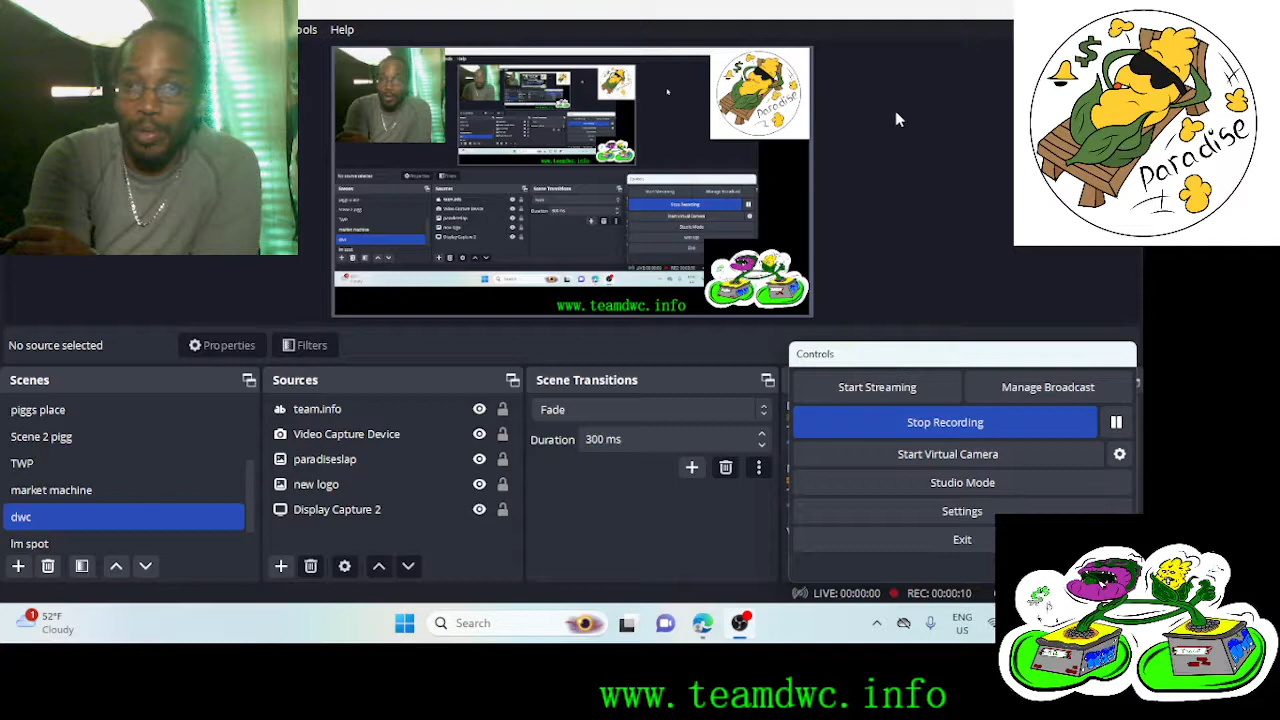 ools Help
Paradise
Paradise
www.teamdwc.info
No source selected Properties Filters
Controls
Scenes Sources Scene Transitions
Start Streaming Manage Broadcast
piggs place team.info Fade
Stop Recording
Scene 2 pigg Video Capture Device Duration 300 ms
Start Virtual Camera
TWP paradiseslap
Studio Mode
market machine new logo
Settings
dwc Display Capture 2
Exit
lm spot
LIVE: 00:00:00 REC: 00:00:10
1 52°F
Cloudy
Search
ENG
US
www.teamdwc.info